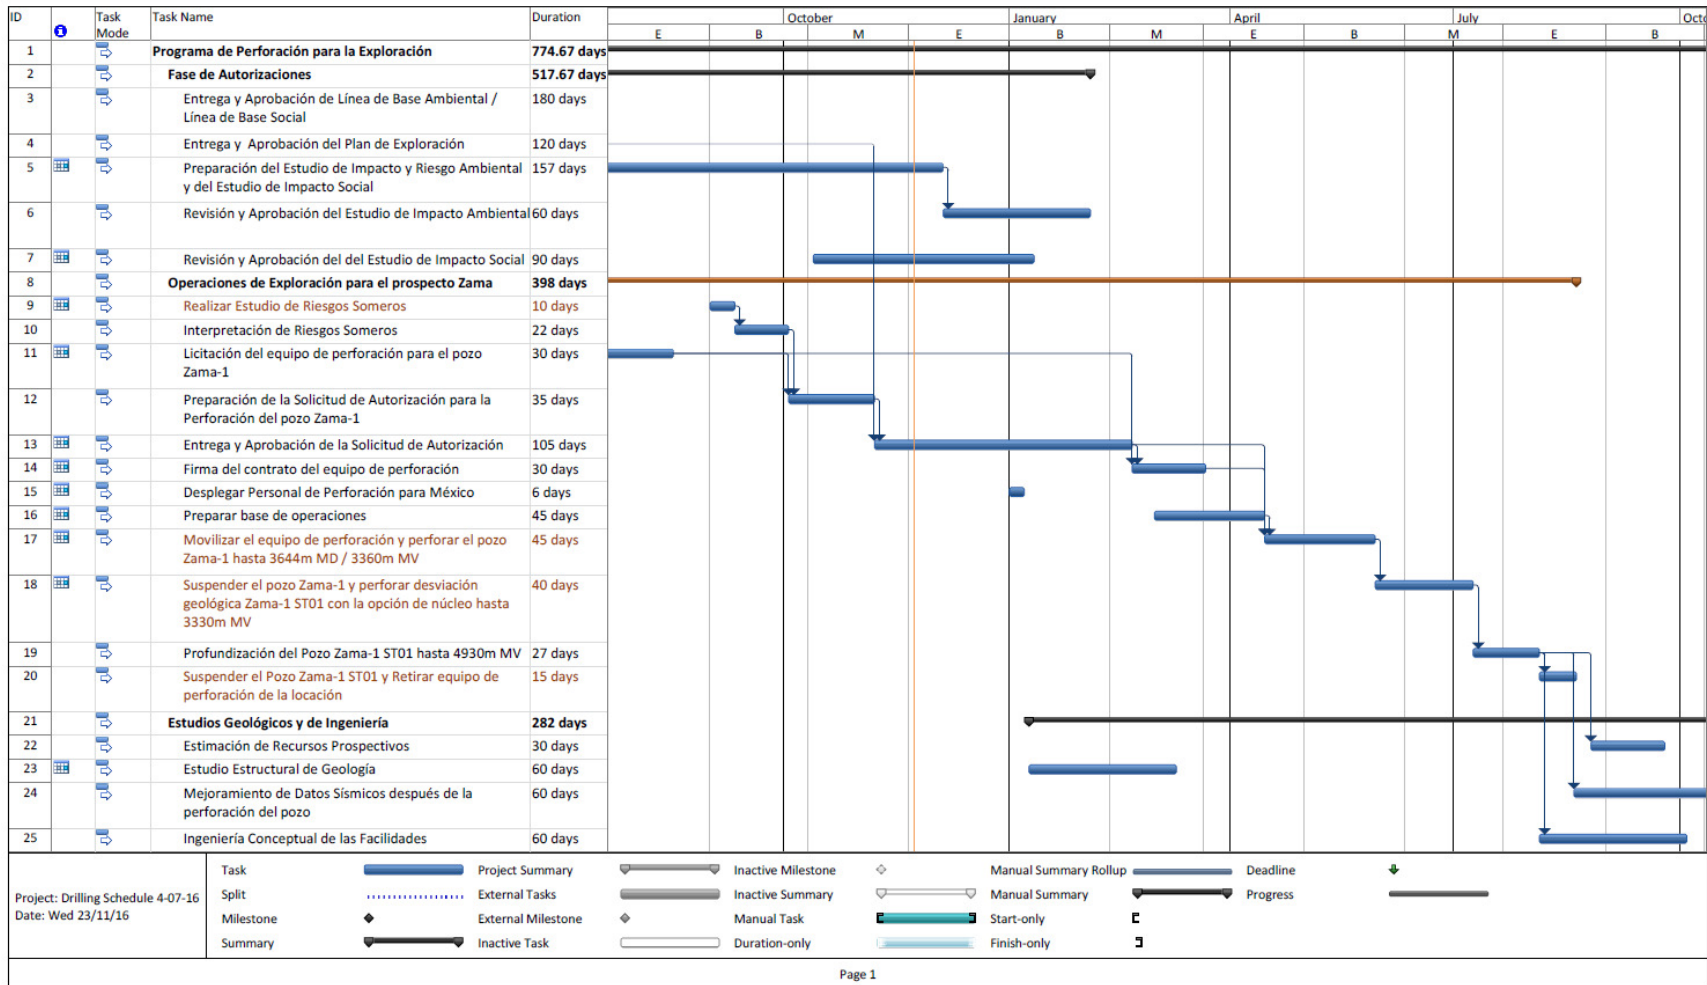 ID Task Mode Task Name Duration October January April July Octo
E B M E B M E B M E B
1 Programa de Perforación para la Exploración 774.67 days
2 Fase de Autorizaciones 517.67 days
3 Entrega y Aprobación de Línea de Base Ambiental / 180 days
Línea de Base Social
4 Entrega y Aprobación del Plan de Exploración 120 days
5 Preparación del Estudio de Impacto y Riesgo Ambiental 157 days
y del Estudio de Impacto Social
6 Revisión y Aprobación del Estudio de Impacto Ambiental 60 days
7 Revisión y Aprobación del del Estudio de Impacto Social 90 days
8 Operaciones de Exploración para el prospecto Zama 398 days
9 Realizar Estudio de Riesgos Someros 10 days
10 Interpretación de Riesgos Someros 22 days
11 Licitación del equipo de perforación para el pozo 30 days
Zama-1
12 Preparación de la Solicitud de Autorización para la 35 days
Perforación del pozo Zama-1
13 Entrega y Aprobación de la Solicitud de Autorización 105 days
14 Firma del contrato del equipo de perforación 30 days
15 Desplegar Personal de Perforación para México 6 days
16 Preparar base de operaciones 45 days
17 Movilizar el equipo de perforación y perforar el pozo 45 days
Zama-1 hasta 3644m MD / 3360m MV
18 Suspender el pozo Zama-1 y perforar desviación 40 days
geológica Zama-1 ST01 con la opción de núcleo hasta
3330m MV
19 Profundización del Pozo Zama-1 ST01 hasta 4930m MV 27 days
20 Suspender el Pozo Zama-1 ST01 y Retirar equipo de 15 days
perforación de la locación
21 Estudios Geológicos y de Ingeniería 282 days
22 Estimación de Recursos Prospectivos 30 days
23 Estudio Estructural de Geología 60 days
24 Mejoramiento de Datos Sísmicos después de la 60 days
perforación del pozo
25 Ingeniería Conceptual de las Facilidades 60 days
Project: Drilling Schedule 4-07-16
Date: Wed 23/11/16
Task Project Summary Inactive Milestone Manual Summary Rollup Deadline
Split External Tasks Inactive Summary Manual Summary Progress
Milestone External Milestone Manual Task Start-only
Summary Inactive Task Duration-only Finish-only
Page 1